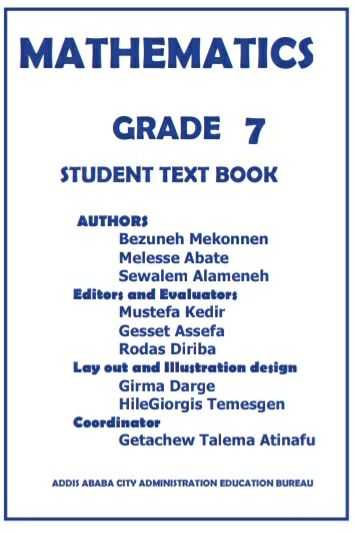 MATHEMATICS
GRADE 7
STUDENT TEXT BOOK
AUTHORS
Bezuneh Mekonnen
Melesse Abate
Sewalem Alameneh
Editors and Evaluators
Mustefa Kedir
Gesset Assefa
Rodas Diriba
Lay out and Illustration design
Girma Darge
HileGiorgis Temesgen
Coordinator
Getachew Talema Atinafu
ADDIS ABABA CITY ADMINISTRATION EDUCATION BUREAU